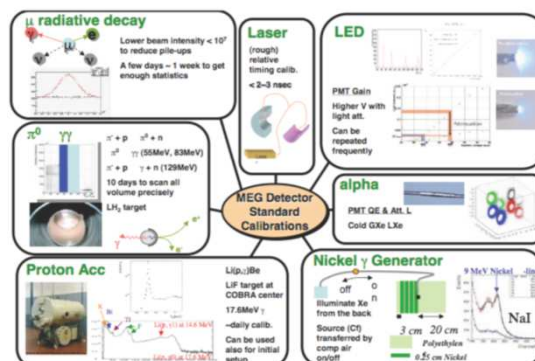 μ radiative decay
γ
e
μ
ν
ν
Lower beam intensity < 10⁷
to reduce pile-ups
A few days ~ 1 week to get
enough statistics
Laser
(rough)
relative
timing calib.
< 2~3 nsec
LED
PMT Gain
Higher V with
light att.
Can be
repeated
frequently
π⁰ γγ
π⁻ + p π⁰ + n
π⁰ γγ (55MeV, 83MeV)
π⁻ + p γ + n (129MeV)
10 days to scan all
volume precisely
LH₂ target
γ
e⁺
e⁻
MEG Detector
Standard
Calibrations
alpha
PMT QE & Att. L
Cold GXe LXe
Proton Acc
Li(p,γ)Be
LiF target at
COBRA center
17.6MeV γ
~daily calib.
Can be used
also for initial
setup
Nickel γ Generator
off
on
Illuminate Xe
from the back
Source (Cf)
transferred by
comp air
on/off
3 cm
20 cm
Polyethylen
0.25 cm Nickel
9 MeV Nickel
NaI